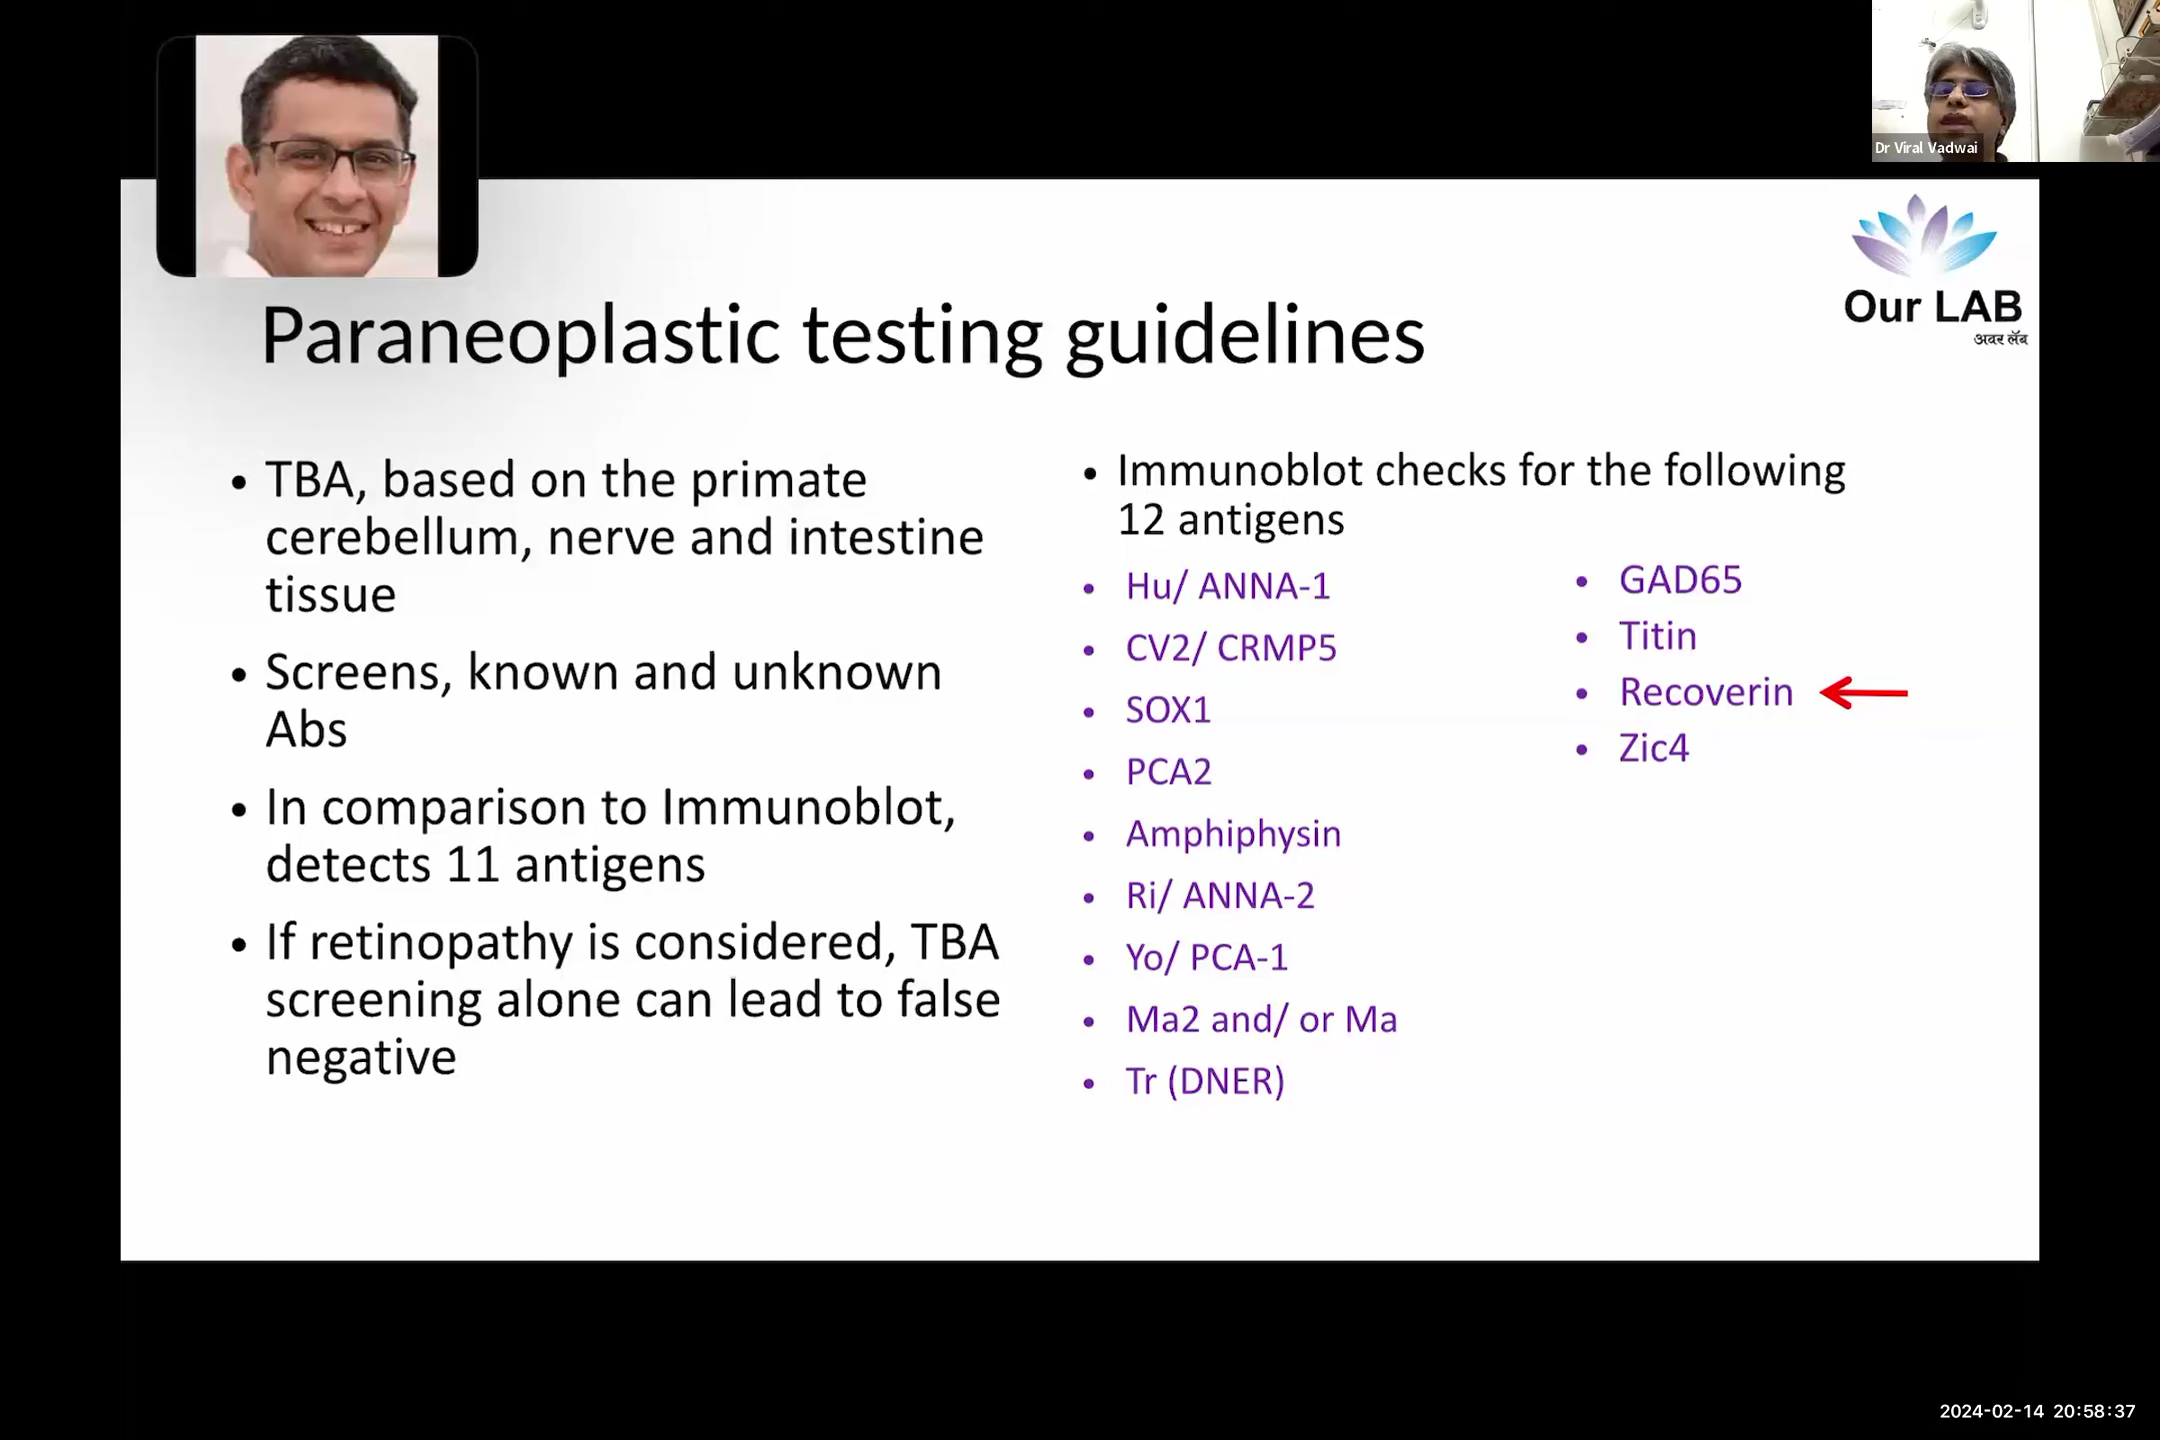 Dr Viral Vadwai
Our LAB
अवर लॅब
Paraneoplastic testing guidelines
• TBA, based on the primate
cerebellum, nerve and intestine
tissue
• Screens, known and unknown
Abs
• In comparison to Immunoblot,
detects 11 antigens
• If retinopathy is considered, TBA
screening alone can lead to false
negative
• Immunoblot checks for the following
12 antigens
• Hu/ ANNA-1
• CV2/ CRMP5
• SOX1
• PCA2
• Amphiphysin
• Ri/ ANNA-2
• Yo/ PCA-1
• Ma2 and/ or Ma
• Tr (DNER)
• GAD65
• Titin
• Recoverin
• Zic4
2024-02-14 20:58:37